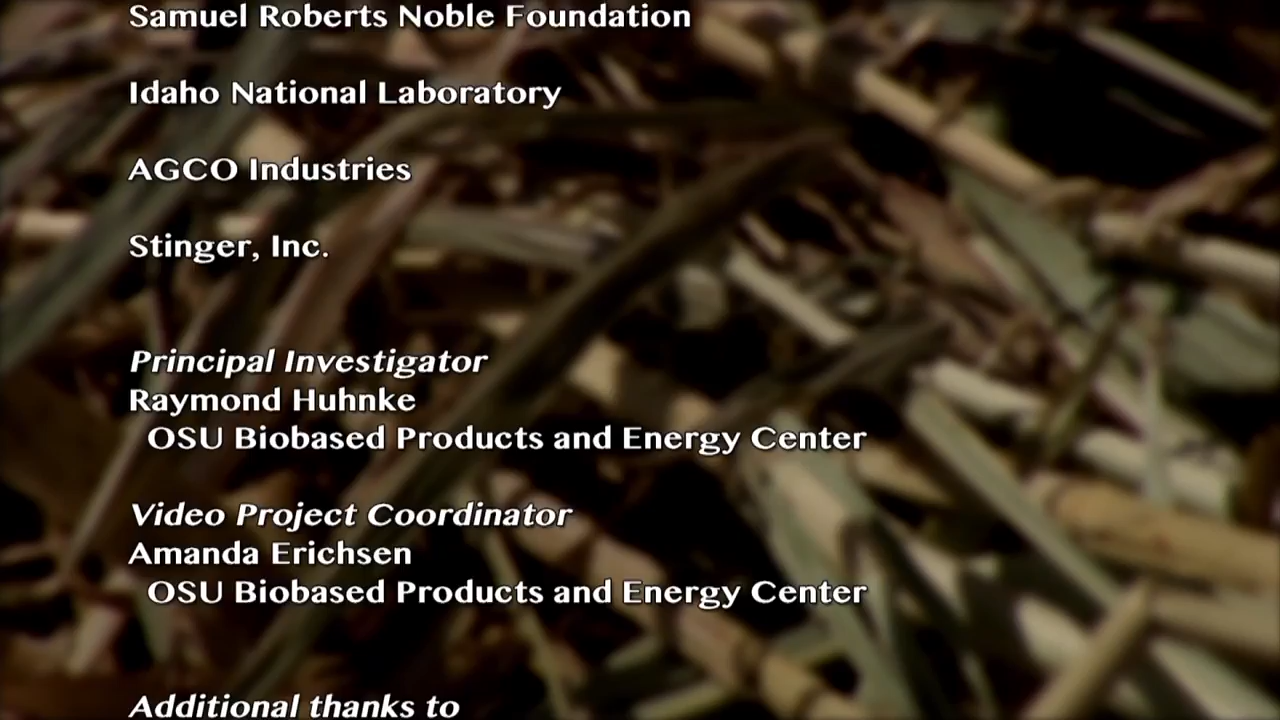 Samuel Roberts Noble Foundation
Idaho National Laboratory
AGCO Industries
Stinger, Inc.
Principal Investigator
Raymond Huhnke
OSU Biobased Products and Energy Center
Video Project Coordinator
Amanda Erichsen
OSU Biobased Products and Energy Center
Additional thanks to